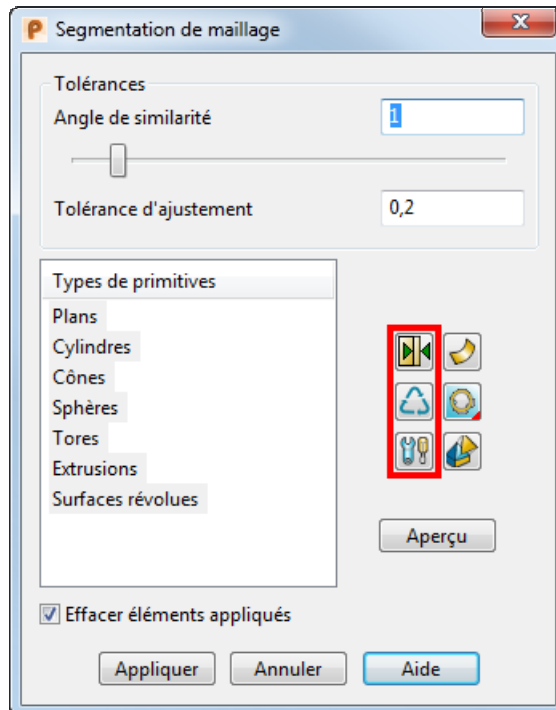 Segmentation de maillage
Tolérances
Angle de similarité 1
Tolérance d'ajustement 0,2
Types de primitives
Plans
Cylindres
Cônes
Sphères
Tores
Extrusions
Surfaces révolues
Aperçu
Effacer éléments appliqués
Appliquer Annuler Aide